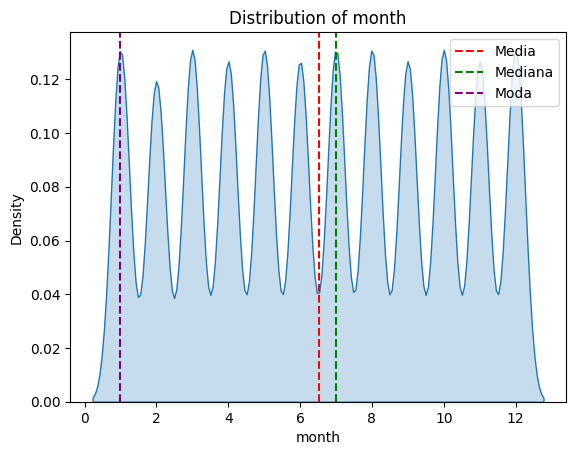 Distribution of month
Media
Mediana
Moda
Density
0.12
0.10
0.08
0.06
0.04
0.02
0.00
0 2 4 6 8 10 12
month